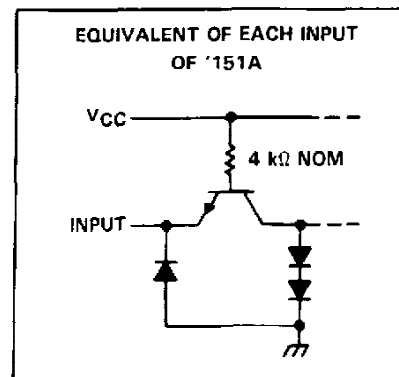 EQUIVALENT OF EACH INPUT
OF '151A
VCC
4 kΩ NOM
INPUT